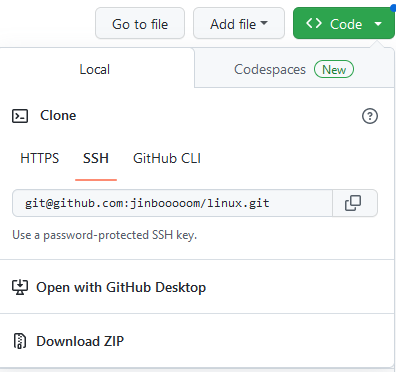 Go to file Add file Code
Local Codespaces New
Clone
HTTPS SSH GitHub CLI
git@github.com:jinbooooom/linux.git
Use a password-protected SSH key.
Open with GitHub Desktop
Download ZIP